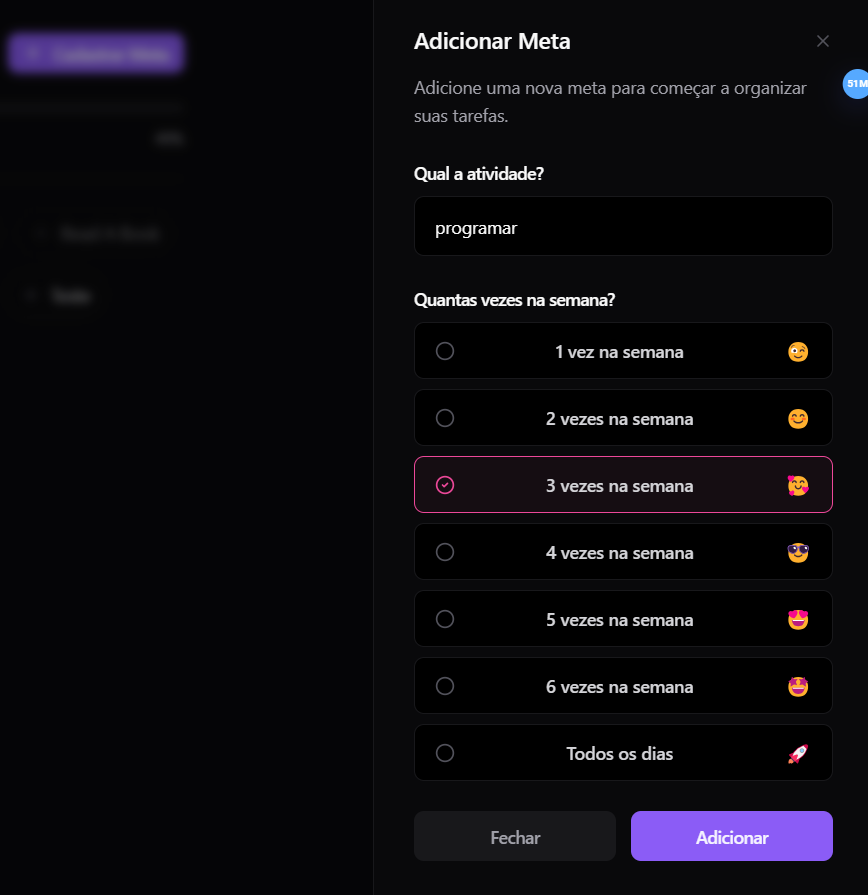 Adicionar Meta
51M
Adicione uma nova meta para começar a organizar
suas tarefas.
Qual a atividade?
programar
Quantas vezes na semana?
1 vez na semana
2 vezes na semana
3 vezes na semana
4 vezes na semana
5 vezes na semana
6 vezes na semana
Todos os dias
Fechar
Adicionar